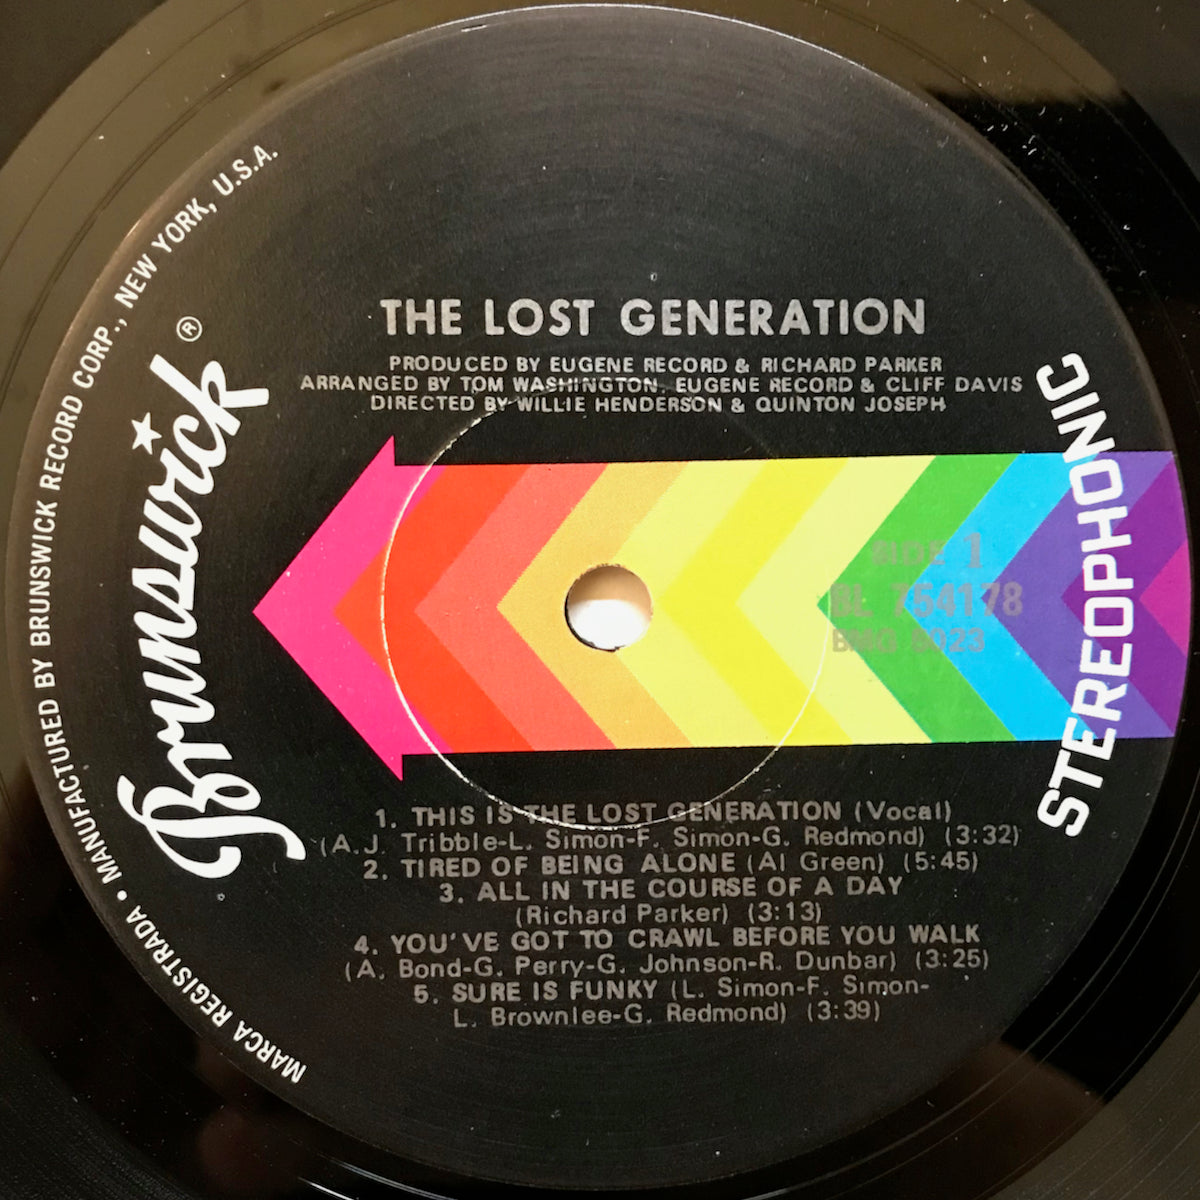 THE LOST GENERATION
PRODUCED BY EUGENE RECORD & RICHARD PARKER
ARRANGED BY TOM WASHINGTON, EUGENE RECORD & CLIFF DAVIS
DIRECTED BY WILLIE HENDERSON & QUINTON JOSEPH
Brunswick ®
STEREOPHONIC
SIDE 1
BL 754178
BMG 9023
1. THIS IS THE LOST GENERATION (Vocal)
(A.J. Tribble-L. Simon-F. Simon-G. Redmond) (3:32)
2. TIRED OF BEING ALONE (Al Green) (5:45)
3. ALL IN THE COURSE OF A DAY
(Richard Parker) (3:13)
4. YOU'VE GOT TO CRAWL BEFORE YOU WALK
(A. Bond-G. Perry-G. Johnson-R. Dunbar) (3:25)
5. SURE IS FUNKY (L. Simon-F. Simon-
L. Brownlee-G. Redmond) (3:39)
MARCA REGISTRADA • MANUFACTURED BY BRUNSWICK RECORD CORP., NEW YORK, U.S.A.